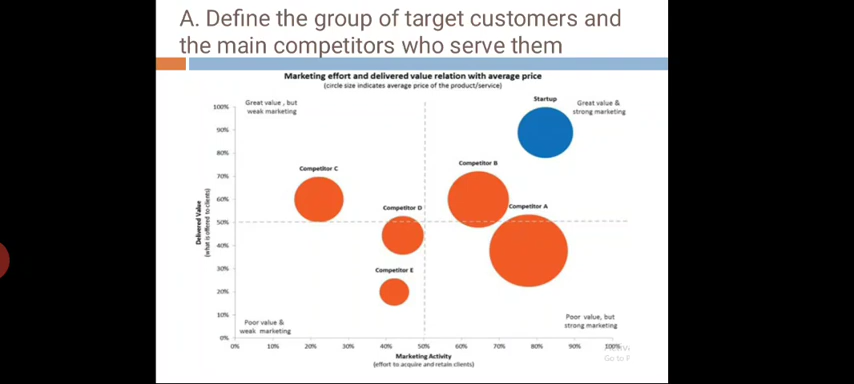 A. Define the group of target customers and
the main competitors who serve them
Marketing effort and delivered value relation with average price
(circle size indicates average price of the product/service)
Startup
Great value , but
weak marketing
Great value &
strong marketing
100%
90%
80%
70%
60%
50%
40%
30%
20%
10%
0%
Delivered Value
(what is offered to clients)
Competitor C
Competitor B
Competitor D
Competitor A
Competitor E
Poor value &
weak marketing
Poor value, but
strong marketing
0%
10%
20%
30%
40%
50%
60%
70%
80%
90%
100%
Marketing Activity
(effort to acquire and retain clients)
Go to